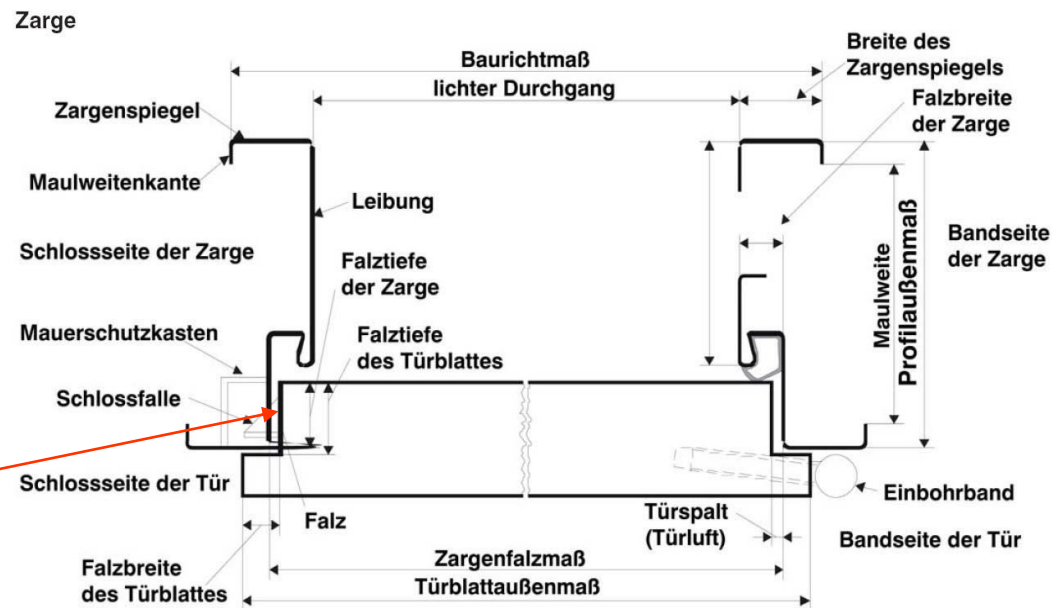 Zarge
Baurichtmaß
lichter Durchgang
Breite des
Zargenspiegels
Falzbreite
der Zarge
Zargenspiegel
Maulweitenkante
Leibung
Schlossseite der Zarge
Falztiefe
der Zarge
Maulweite
Profilaußenmaß
Bandseite
der Zarge
Mauerschutzkasten
Falztiefe
des Türblattes
Schlossfalle
Schlossseite der Tür
Falz
Türspalt
(Türluft)
Einbohrband
Bandseite der Tür
Falzbreite
des Türblattes
Zargenfalzmaß
Türblattaußenmaß